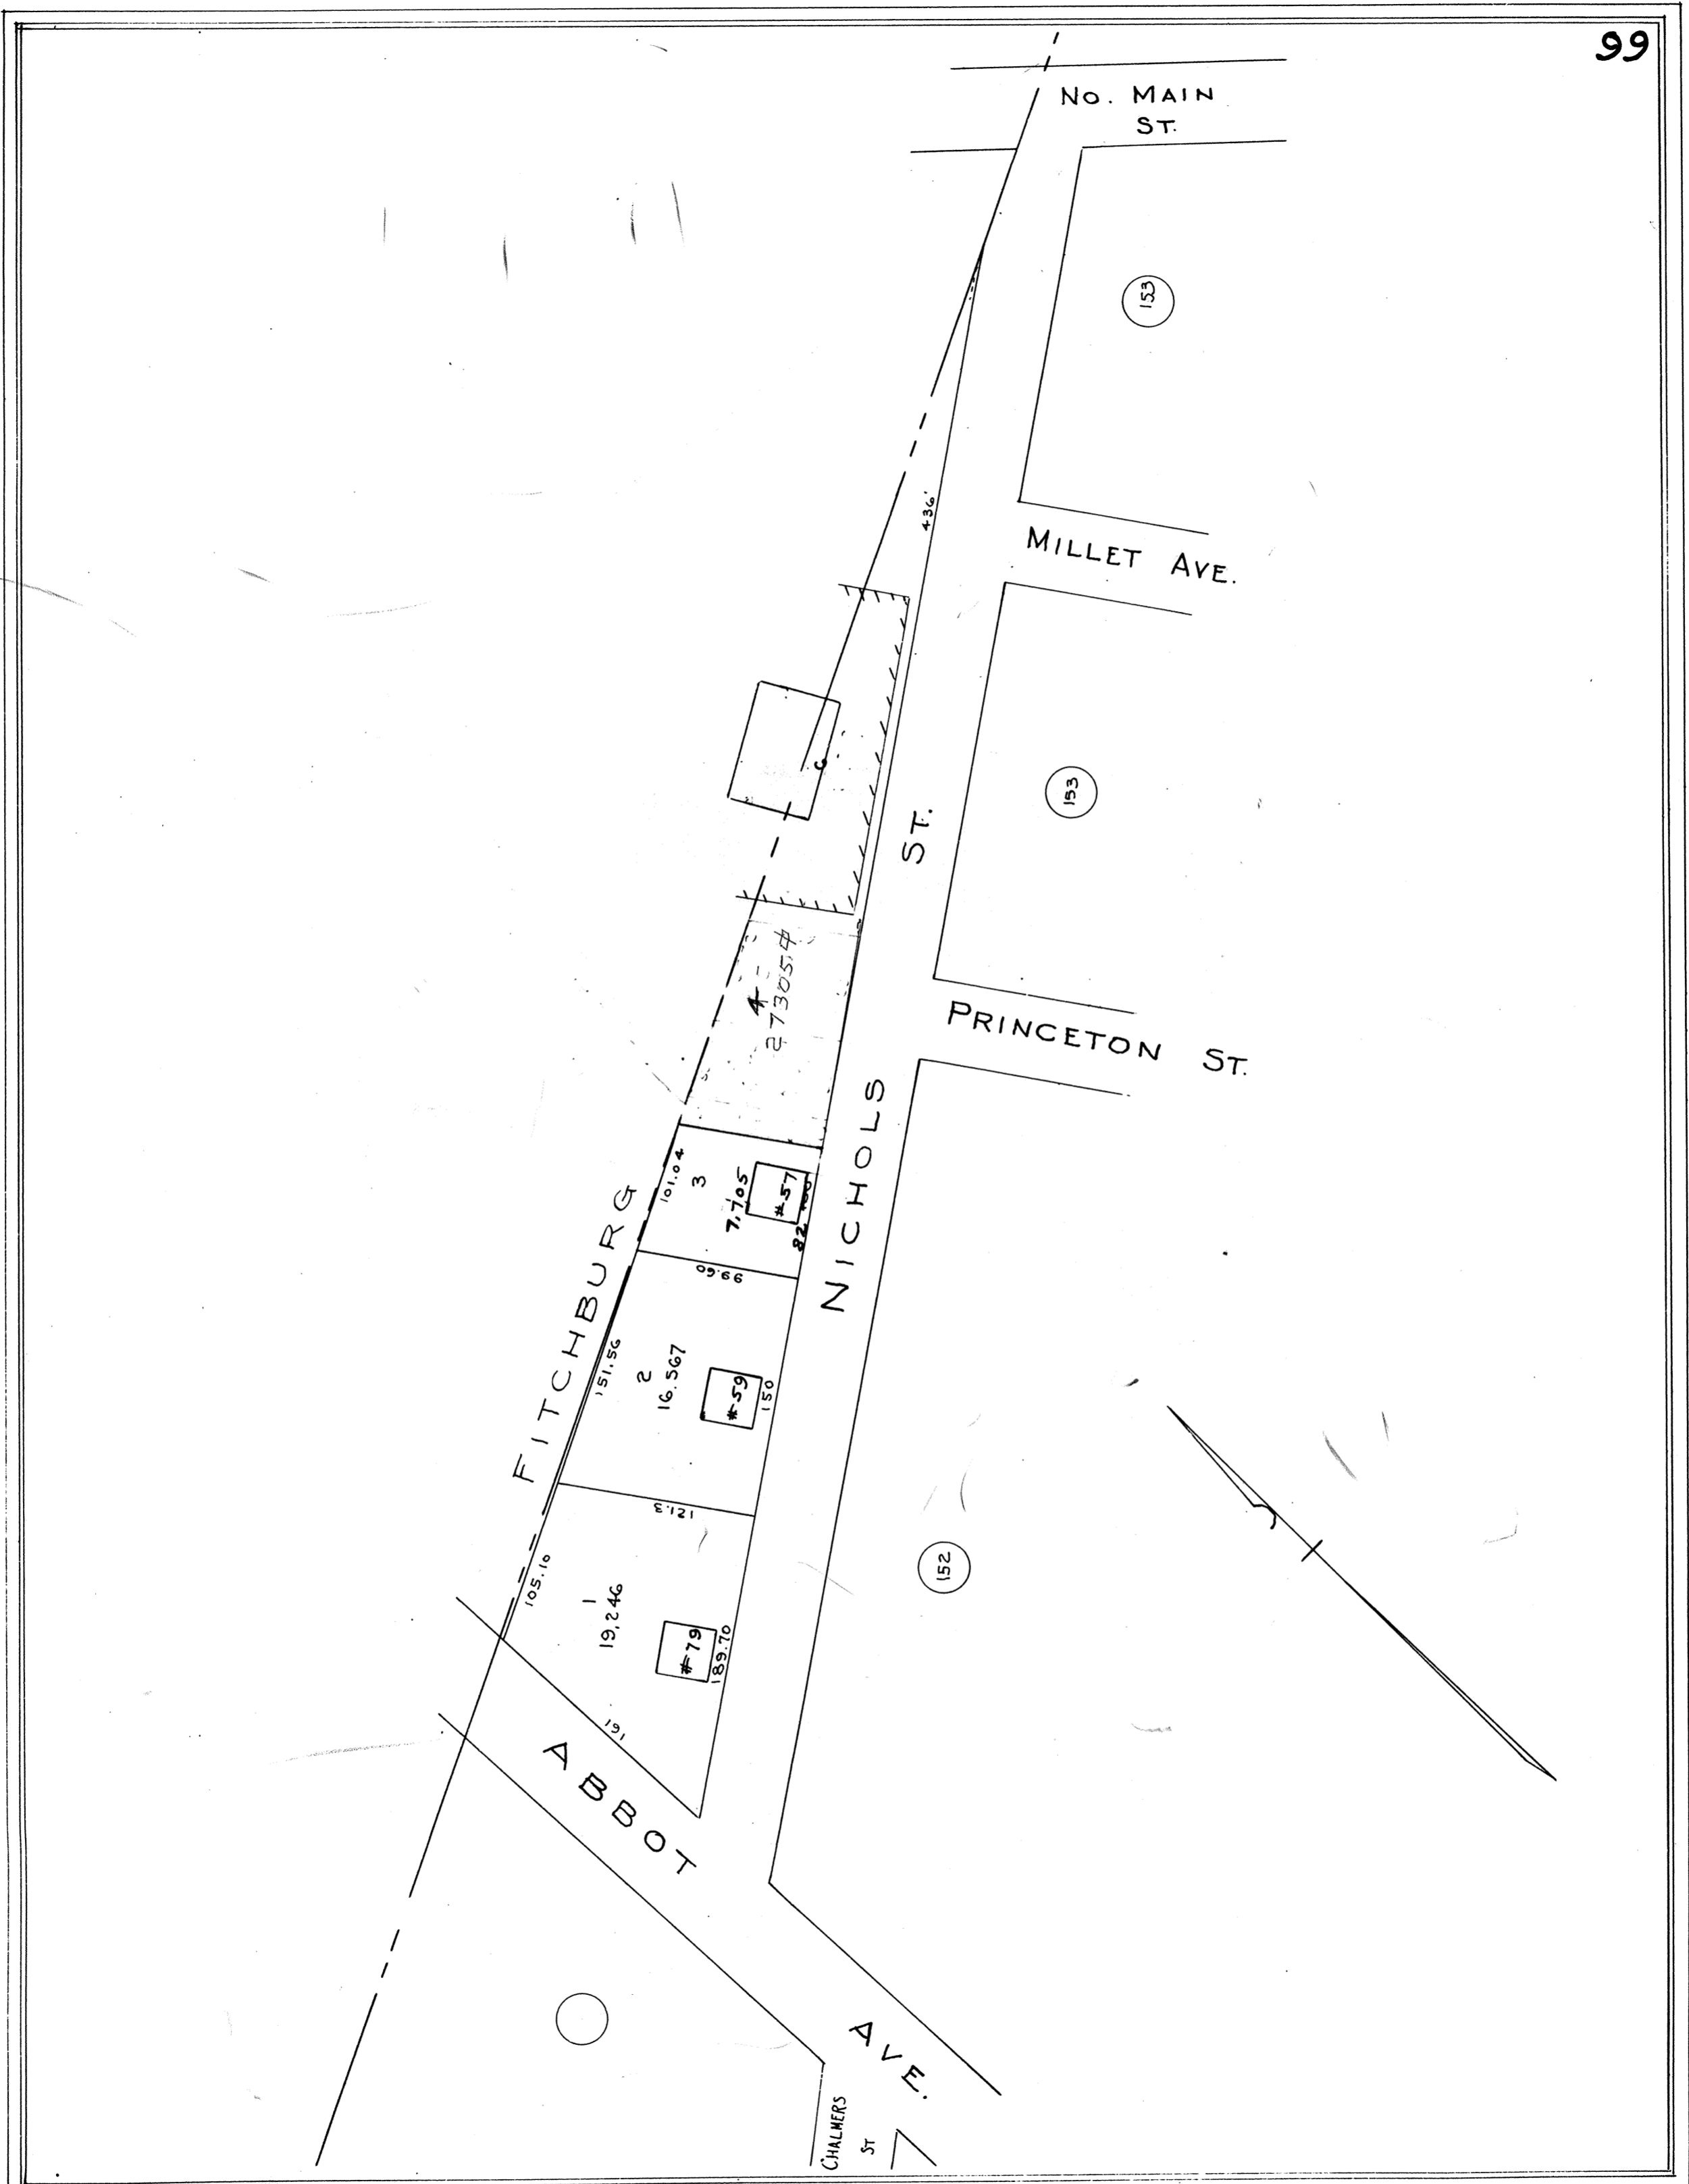 99
NO. MAIN
ST.
153
436'
MILLET AVE.
153
C
ST.
4
PRINCETON ST.
NICHOLS
101.04
3
7,705
#57
82
FITCHBURG
99.60
151.56
2
16.567
#59
150
121.3
105.10
1
19,246
#79
189.70
152
161
ABBOT
AVE.
CHALMERS
ST